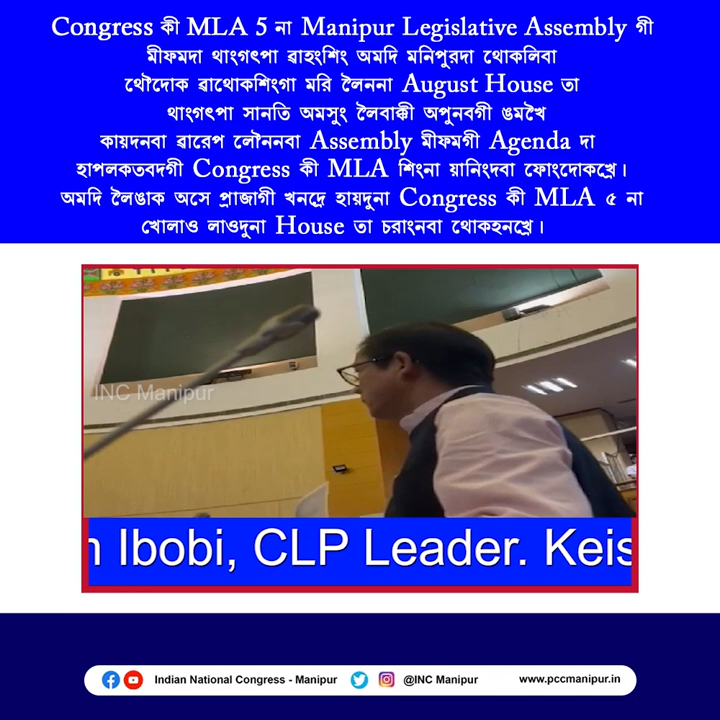 Congress কী MLA 5 না Manipur Legislative Assembly গী
মীফমদা থাংগৎপা ৱাহংশিং অমদি মনিপুরদা থোকলিবা
থৌদোক ৱাথোকশিংগা মরি লৈননা August House তা
থাংগৎপা সানতি অমসুং লৈবাক্কী অপুনবগী ঙমখৈ
কায়দনবা ৱারেপ লৌননবা Assembly মীফমগী Agenda দা
হাপলকতবদগী Congress কী MLA শিংনা য়ানিংদবা ফোংদোকখ্রে।
অমদি লৈঙাক অসে প্রাজাগী খনদ্রে হায়দুনা Congress কী MLA ৫ না
খোলাও লাওদুনা House তা চরাংনবা থোকহনখ্রে।
INC Manipur
n Ibobi, CLP Leader. Keis
Indian National Congress - Manipur @INC Manipur www.pccmanipur.in